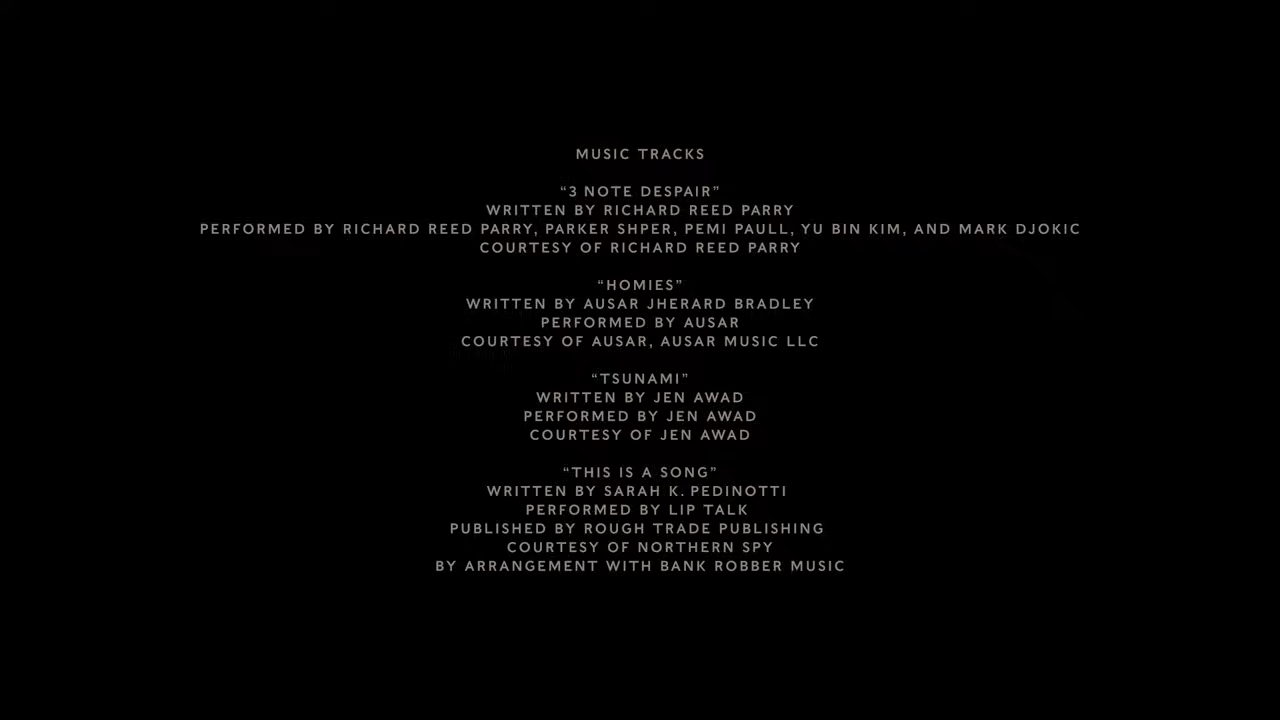 MUSIC TRACKS
“3 NOTE DESPAIR”
WRITTEN BY RICHARD REED PARRY
PERFORMED BY RICHARD REED PARRY, PARKER SHPER, PEMI PAULL, YU BIN KIM, AND MARK DJOKIC
COURTESY OF RICHARD REED PARRY
“HOMIES”
WRITTEN BY AUSAR JHERARD BRADLEY
PERFORMED BY AUSAR
COURTESY OF AUSAR, AUSAR MUSIC LLC
“TSUNAMI”
WRITTEN BY JEN AWAD
PERFORMED BY JEN AWAD
COURTESY OF JEN AWAD
“THIS IS A SONG”
WRITTEN BY SARAH K. PEDINOTTI
PERFORMED BY LIP TALK
PUBLISHED BY ROUGH TRADE PUBLISHING
COURTESY OF NORTHERN SPY
BY ARRANGEMENT WITH BANK ROBBER MUSIC